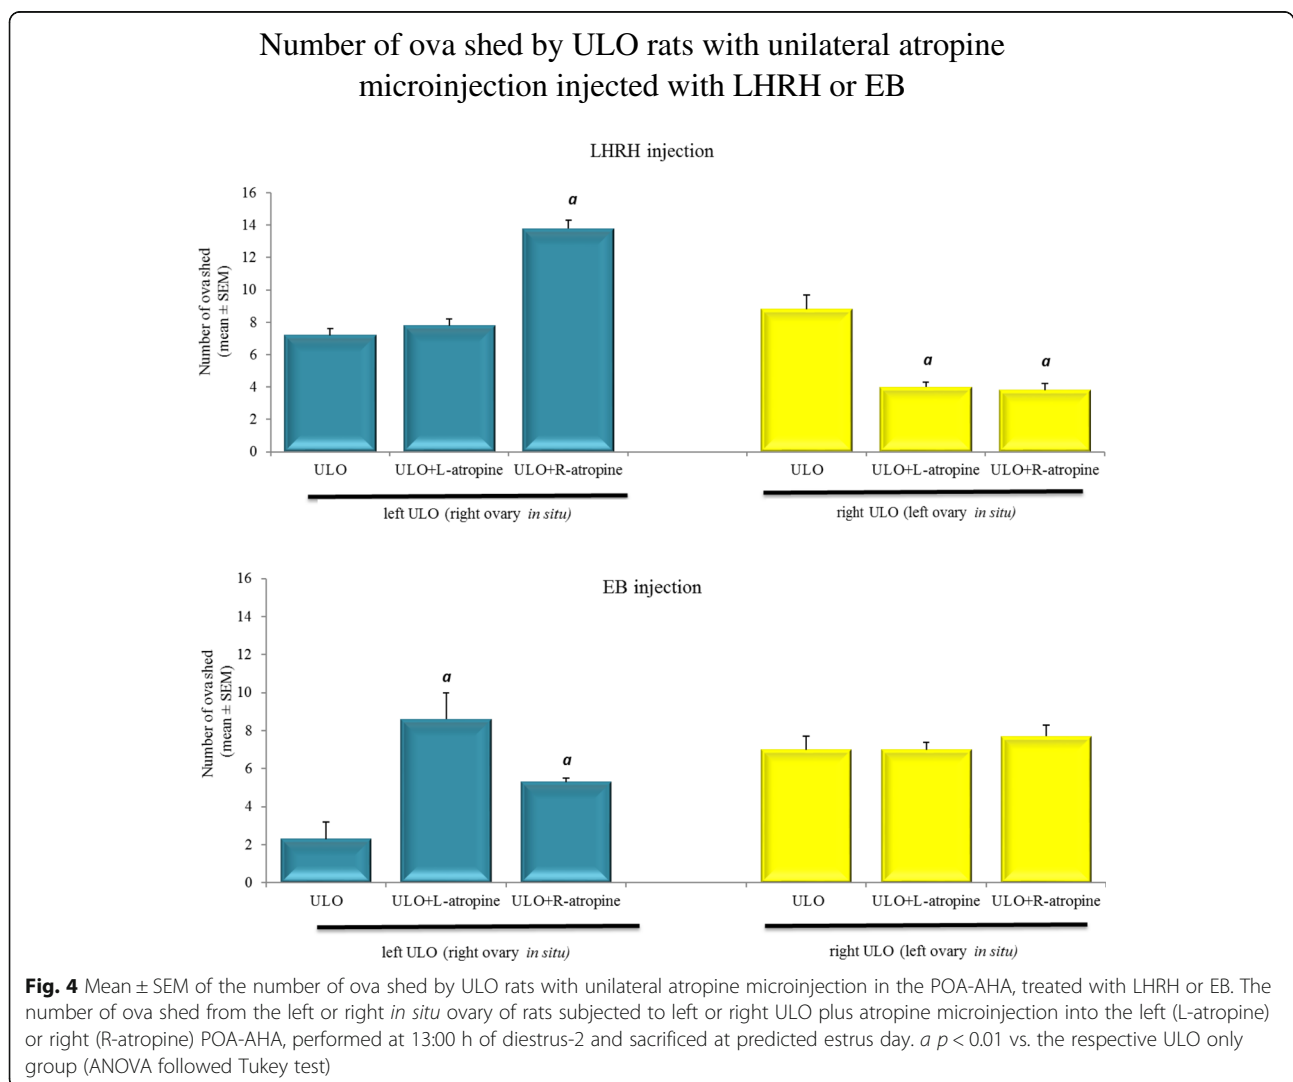 Number of ova shed by ULO rats with unilateral atropine
microinjection injected with LHRH or EB
LHRH injection
Number of ova shed
(mean ± SEM)
16
14
12
10
8
6
4
2
0
a
a
a
ULO
ULO+L-atropine
ULO+R-atropine
ULO
ULO+L-atropine
ULO+R-atropine
left ULO (right ovary in situ)
right ULO (left ovary in situ)
EB injection
Number of ova shed
(mean ± SEM)
16
14
12
10
8
6
4
2
0
a
a
ULO
ULO+L-atropine
ULO+R-atropine
ULO
ULO+L-atropine
ULO+R-atropine
left ULO (right ovary in situ)
right ULO (left ovary in situ)
Fig. 4 Mean ± SEM of the number of ova shed by ULO rats with unilateral atropine microinjection in the POA-AHA, treated with LHRH or EB. The
number of ova shed from the left or right in situ ovary of rats subjected to left or right ULO plus atropine microinjection into the left (L-atropine)
or right (R-atropine) POA-AHA, performed at 13:00 h of diestrus-2 and sacrificed at predicted estrus day. a p < 0.01 vs. the respective ULO only
group (ANOVA followed Tukey test)